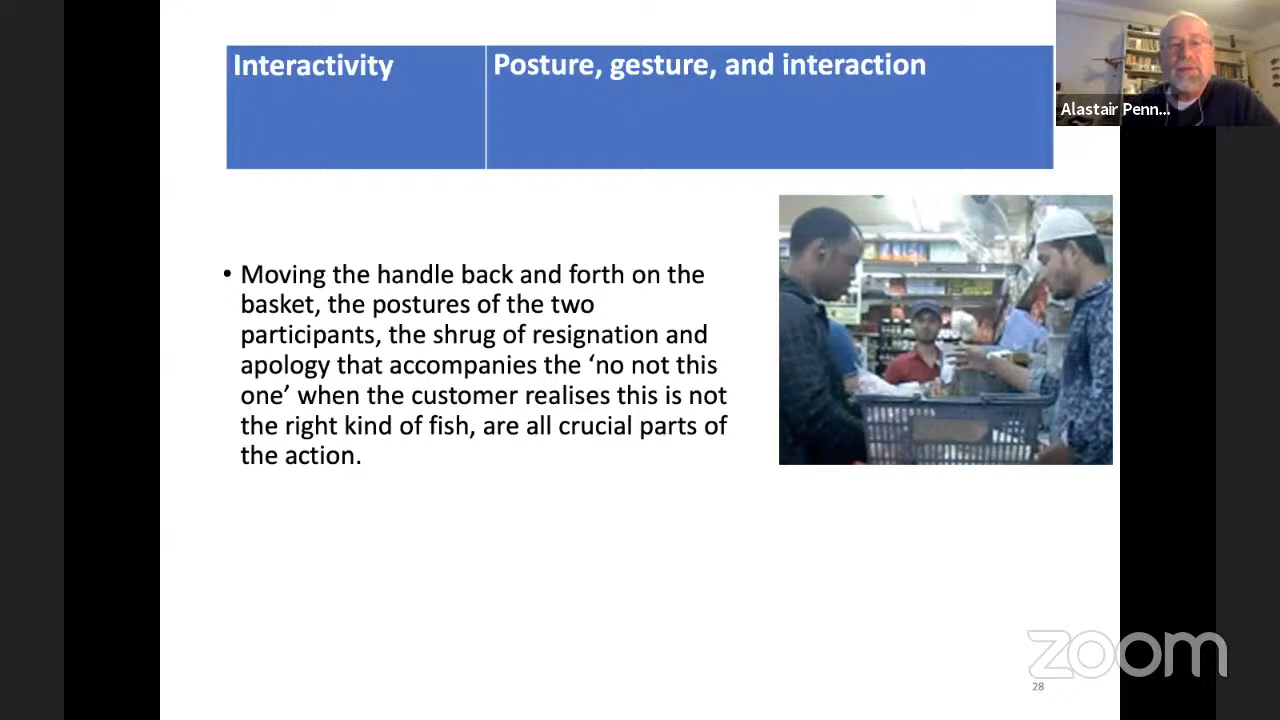 Interactivity
Posture, gesture, and interaction
Alastair Penn...
• Moving the handle back and forth on the
basket, the postures of the two
participants, the shrug of resignation and
apology that accompanies the ‘no not this
one’ when the customer realises this is not
the right kind of fish, are all crucial parts of
the action.
zoom
28